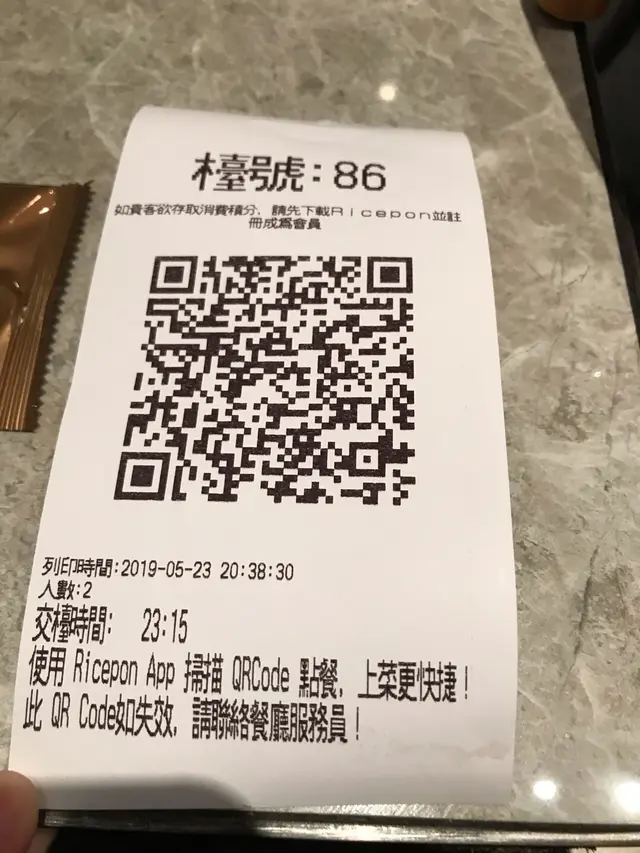 檯號:86
如貴客欲存取消費積分, 請先下載Ricepon並註
冊成爲會員
列印時間:2019-05-23 20:38:30
人數:2
交檯時間: 23:15
使用 Ricepon App 掃描 QRCode 點餐, 上菜更快捷!
此 QR Code如失效, 請聯絡餐廳服務員!